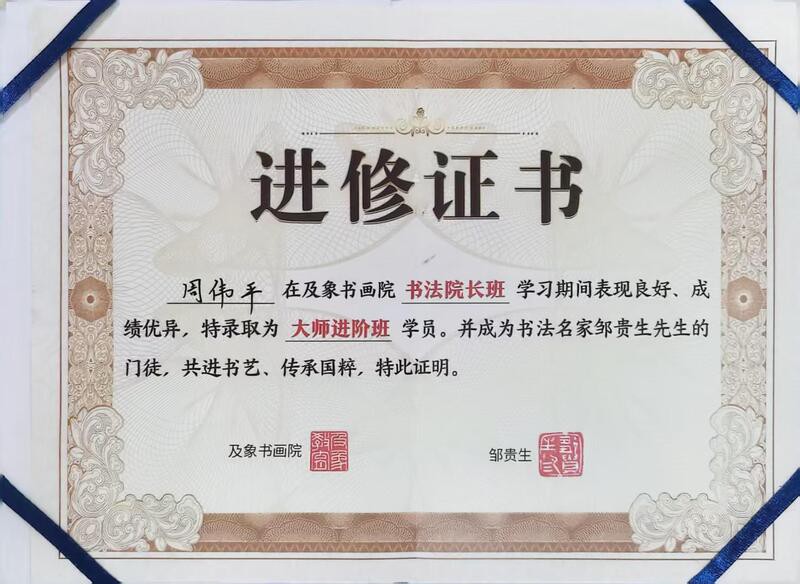 进修证书
周伟平 在及象书画院 书法院长班 学习期间表现良好、成
绩优异，特录取为 大师进阶班 学员。并成为书法名家邹贵生先生的
门徒，共进书艺、传承国粹，特此证明。
及象书画院
邹贵生